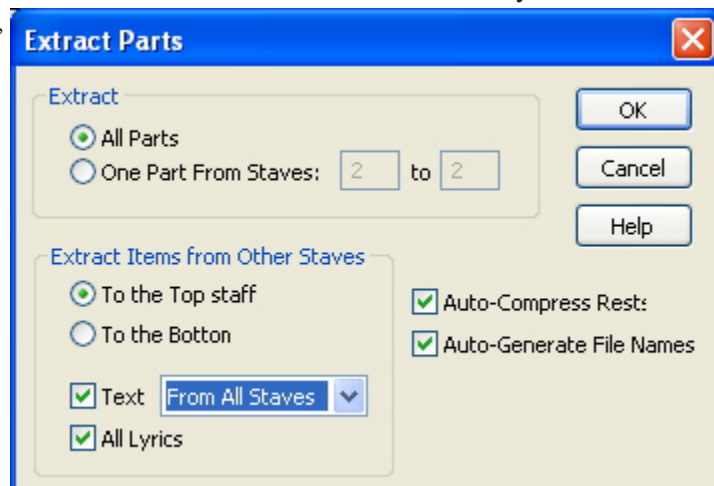 Extract Parts
Extract
All Parts
One Part From Staves: 2 to 2
OK
Cancel
Help
Extract Items from Other Staves
To the Top staff
To the Botton
Text From All Staves
All Lyrics
Auto-Compress Rests
Auto-Generate File Names